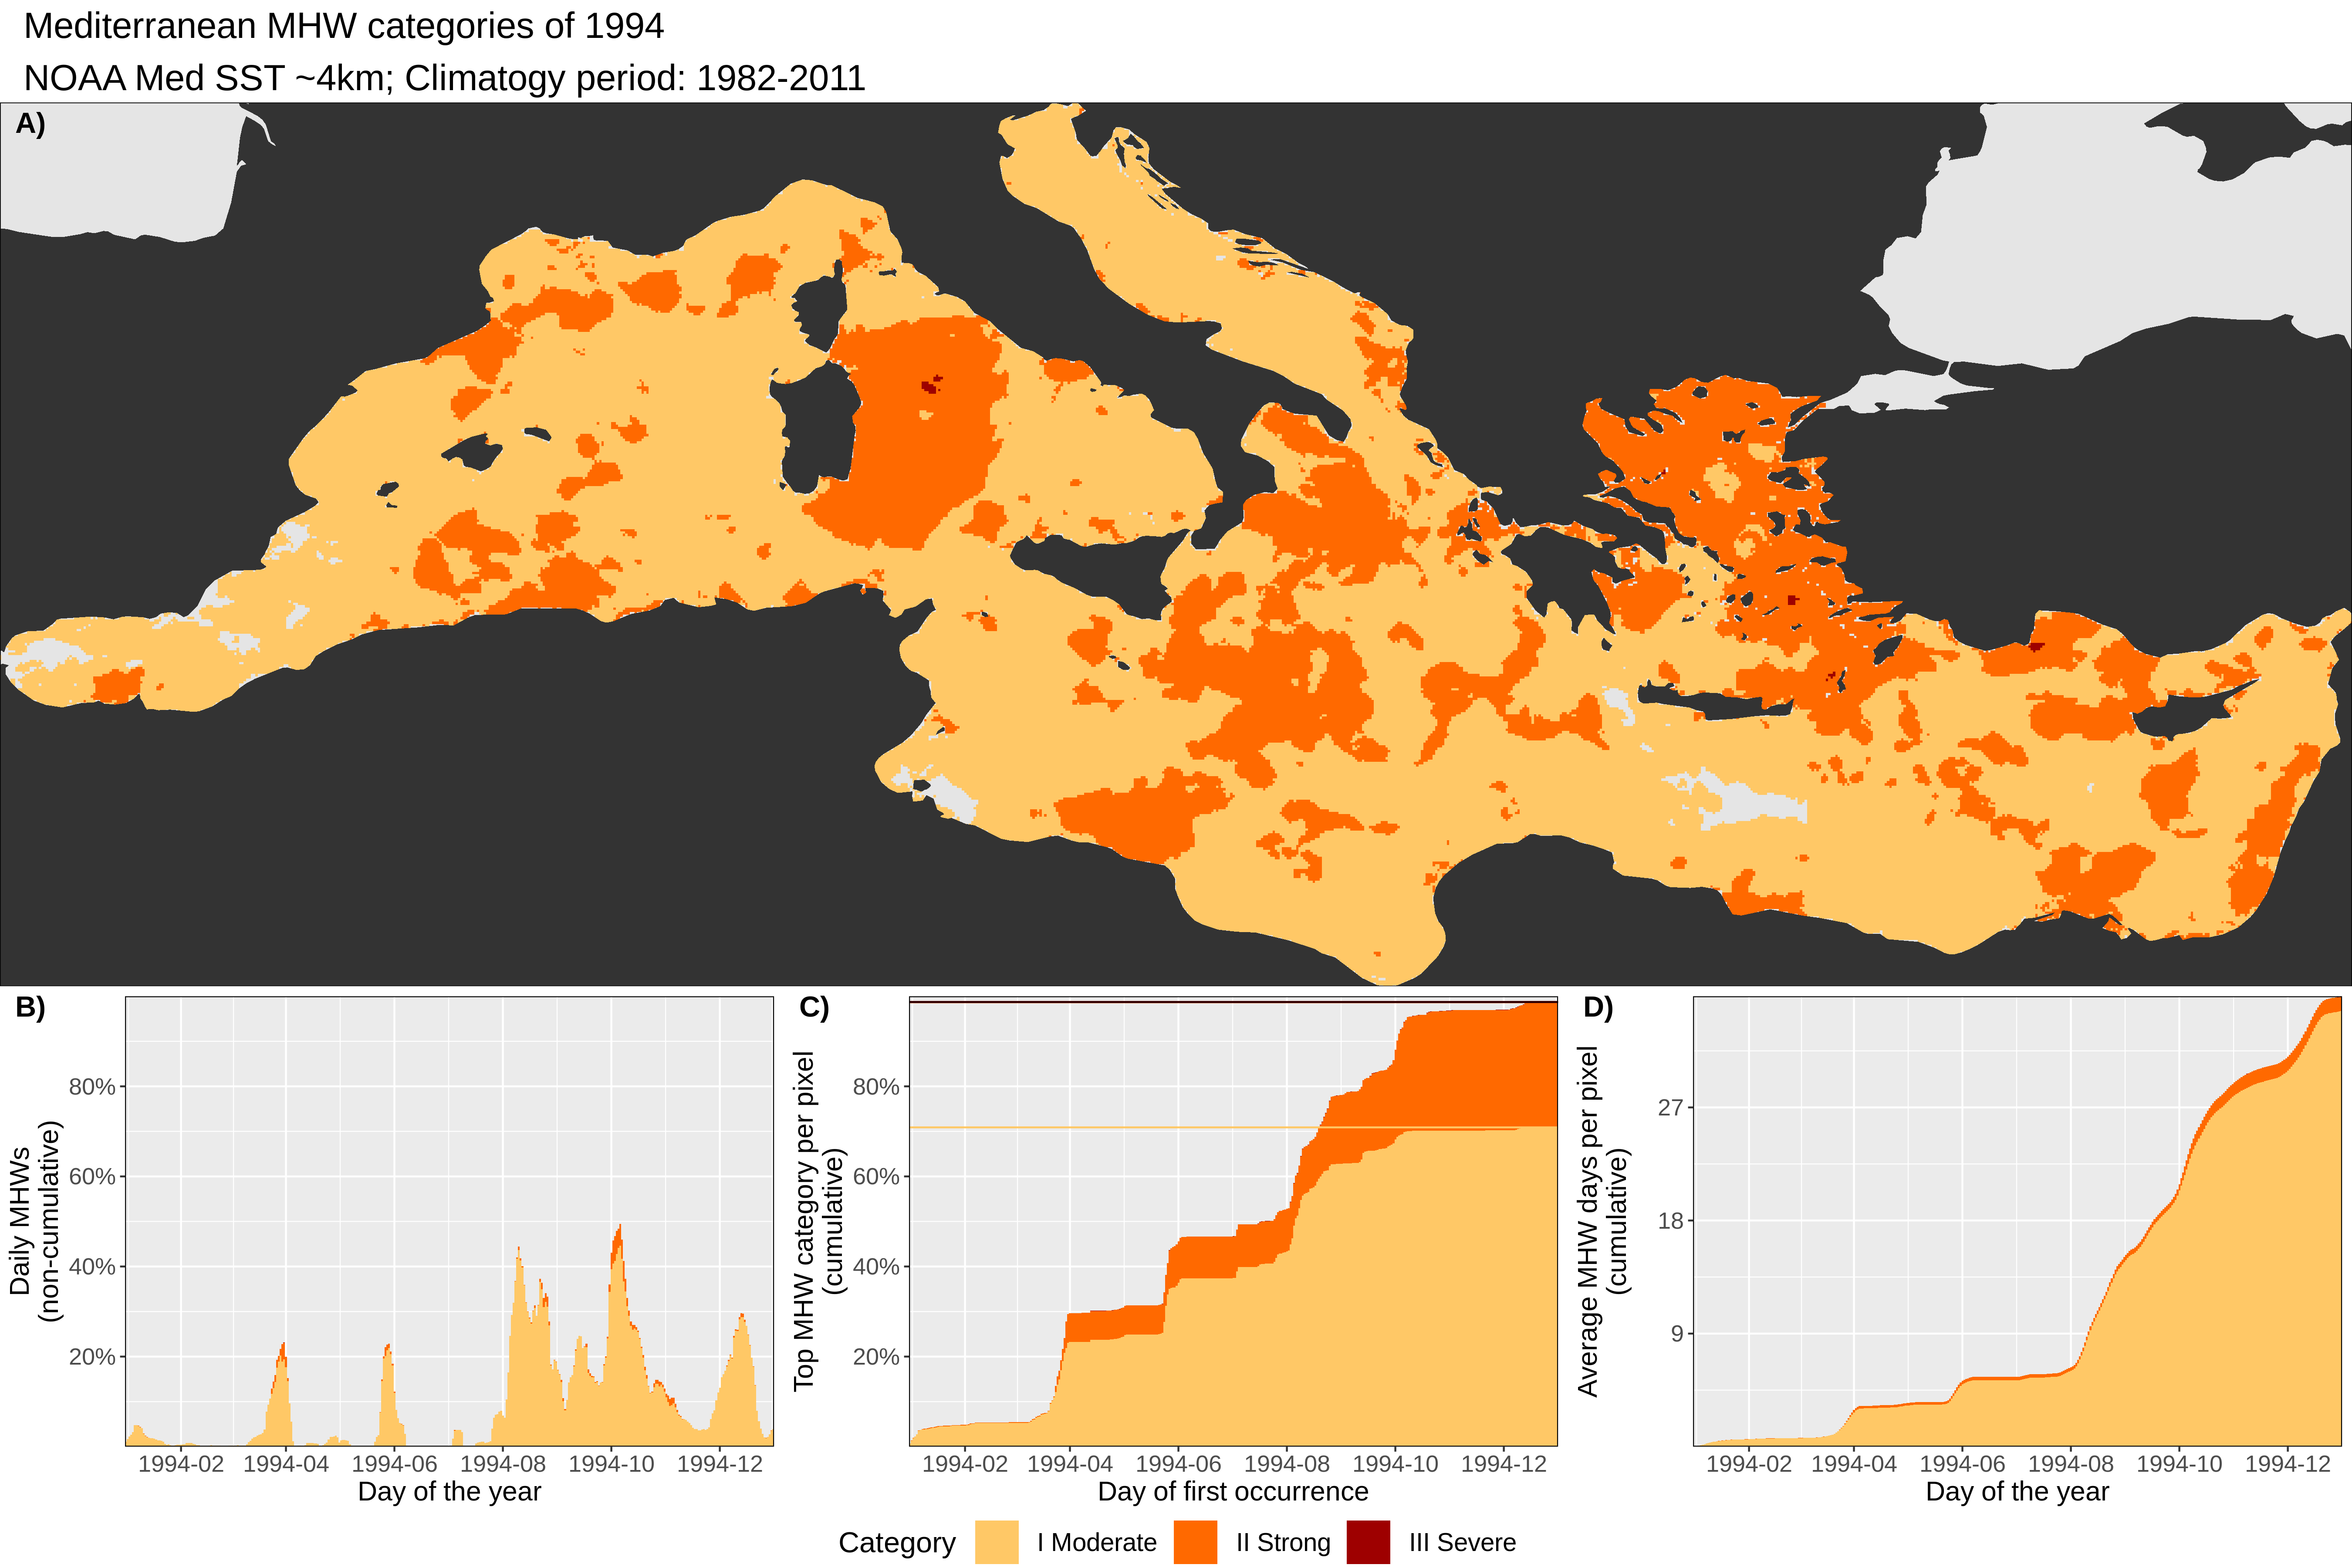 Mediterranean MHW categories of 1994
NOAA Med SST ~4km; Climatogy period: 1982-2011
A)
B)
Daily MHWs
(non-cumulative)
80%
60%
40%
20%
1994-02 1994-04 1994-06 1994-08 1994-10 1994-12
Day of the year
C)
Top MHW category per pixel
(cumulative)
80%
60%
40%
20%
1994-02 1994-04 1994-06 1994-08 1994-10 1994-12
Day of first occurrence
D)
Average MHW days per pixel
(cumulative)
27
18
9
1994-02 1994-04 1994-06 1994-08 1994-10 1994-12
Day of the year
Category I Moderate II Strong III Severe